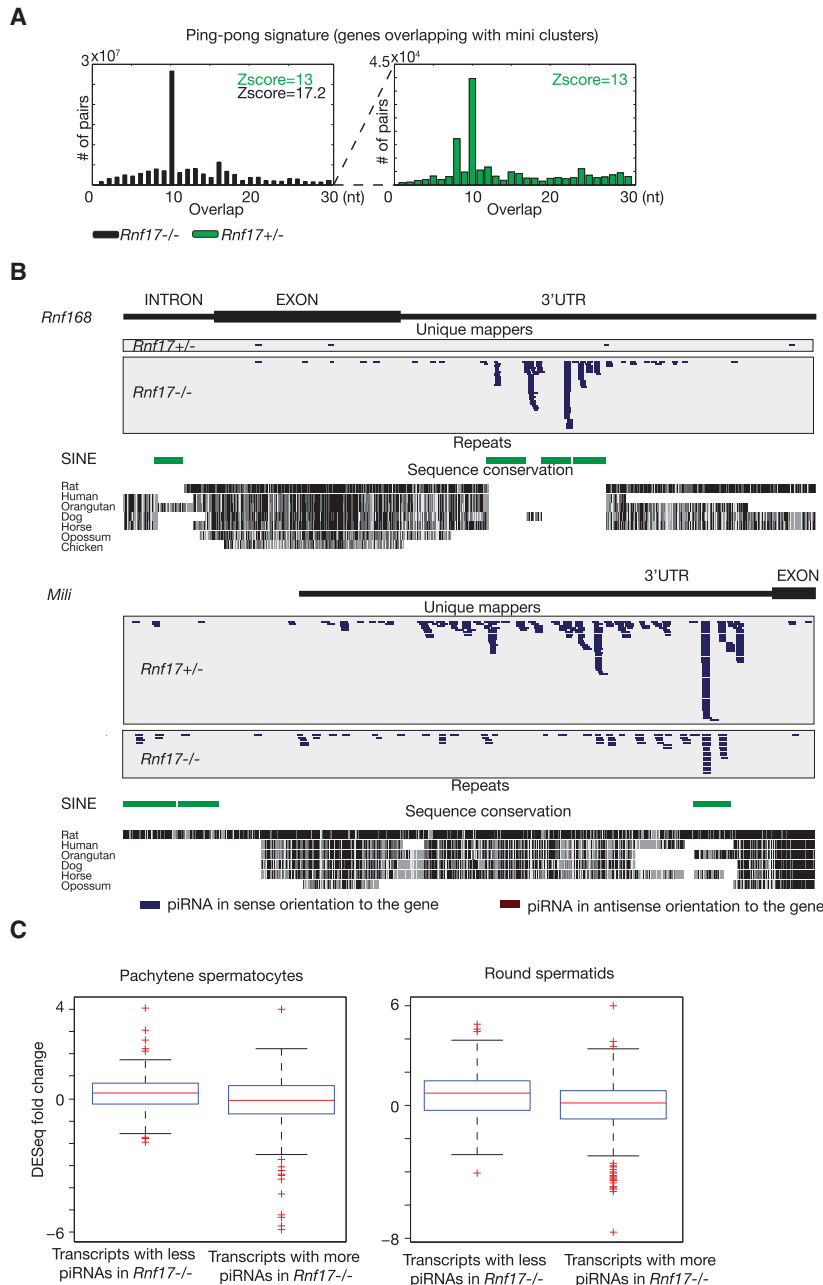 A
Ping-pong signature (genes overlapping with mini clusters)
3x10⁷
Zscore=13
Zscore=17.2
# of pairs
0 10 20 30 (nt)
Overlap
4.5x10⁴
Zscore=13
# of pairs
0 10 20 30 (nt)
Overlap
Rnf17-/- Rnf17+/-
B
INTRON EXON 3'UTR
Rnf168
Unique mappers
Rnf17+/-
Rnf17-/-
Repeats
SINE
Sequence conservation
Rat
Human
Orangutan
Dog
Horse
Opossum
Chicken
3'UTR EXON
Mili
Unique mappers
Rnf17+/-
Rnf17-/-
Repeats
SINE
Sequence conservation
Rat
Human
Orangutan
Dog
Horse
Opossum
piRNA in sense orientation to the gene
piRNA in antisense orientation to the gene
C
Pachytene spermatocytes
DESeq fold change
4
0
−6
Transcripts with less
piRNAs in Rnf17-/-
Transcripts with more
piRNAs in Rnf17-/-
Round spermatids
6
0
−8
Transcripts with less
piRNAs in Rnf17-/-
Transcripts with more
piRNAs in Rnf17-/-